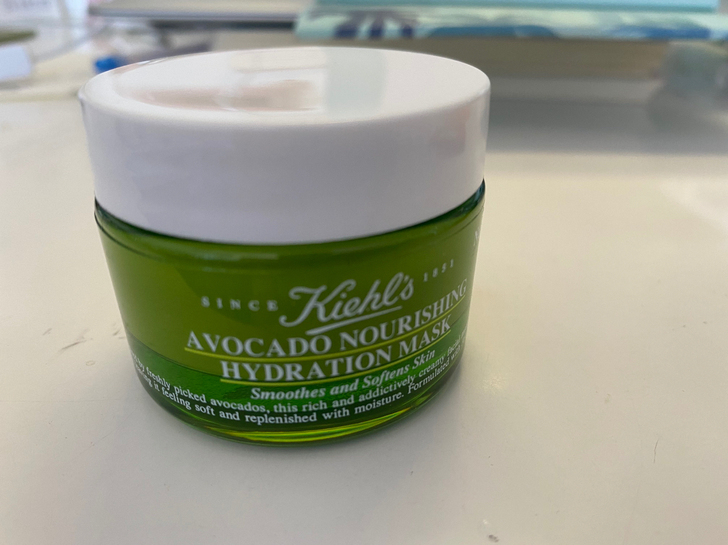 SINCE Kiehl's 1851
AVOCADO NOURISHING
HYDRATION MASK
Smoothes and Softens Skin
freshly picked avocados, this rich and addictively creamy
it feeling soft and replenished with moisture. Formulated